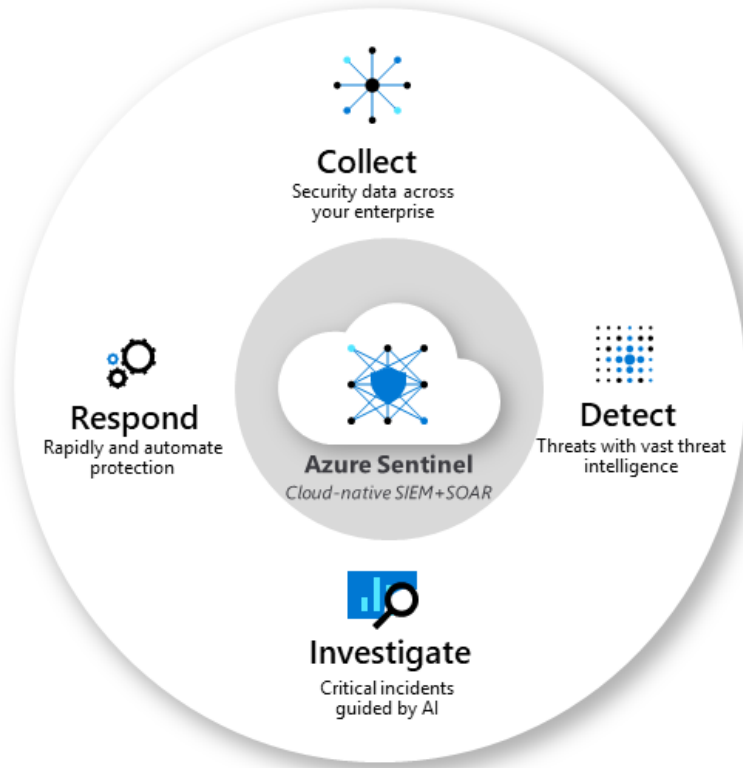 Collect
Security data across
your enterprise
Respond
Rapidly and automate
protection
Azure Sentinel
Cloud-native SIEM+SOAR
Detect
Threats with vast threat
intelligence
Investigate
Critical incidents
guided by AI